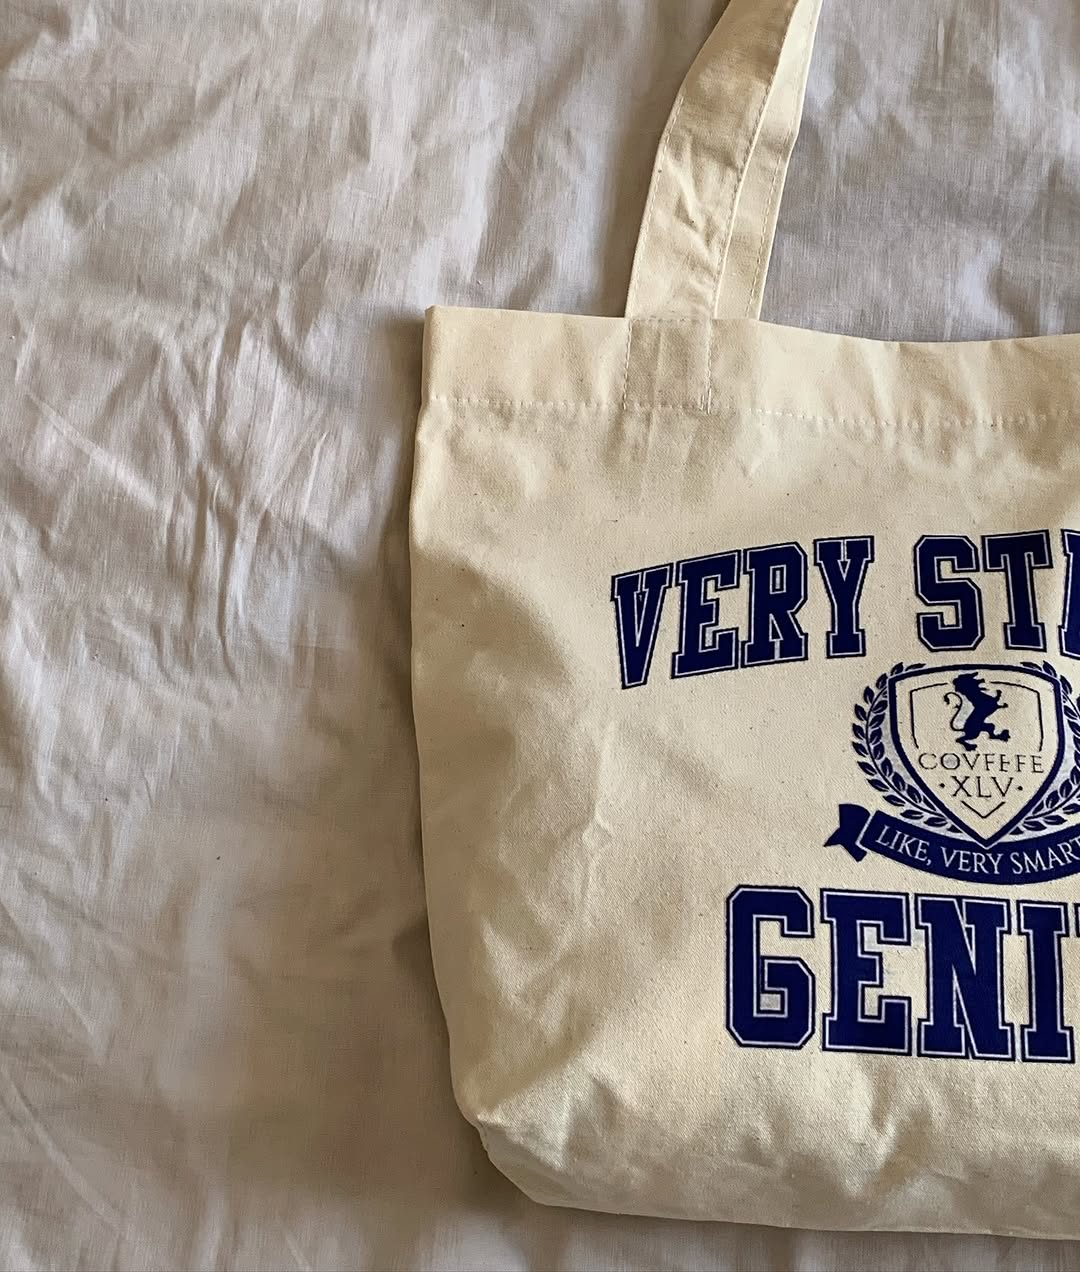 VERY ST
COVFEFE
·XLV·
LIKE, VERY SMART
GENI